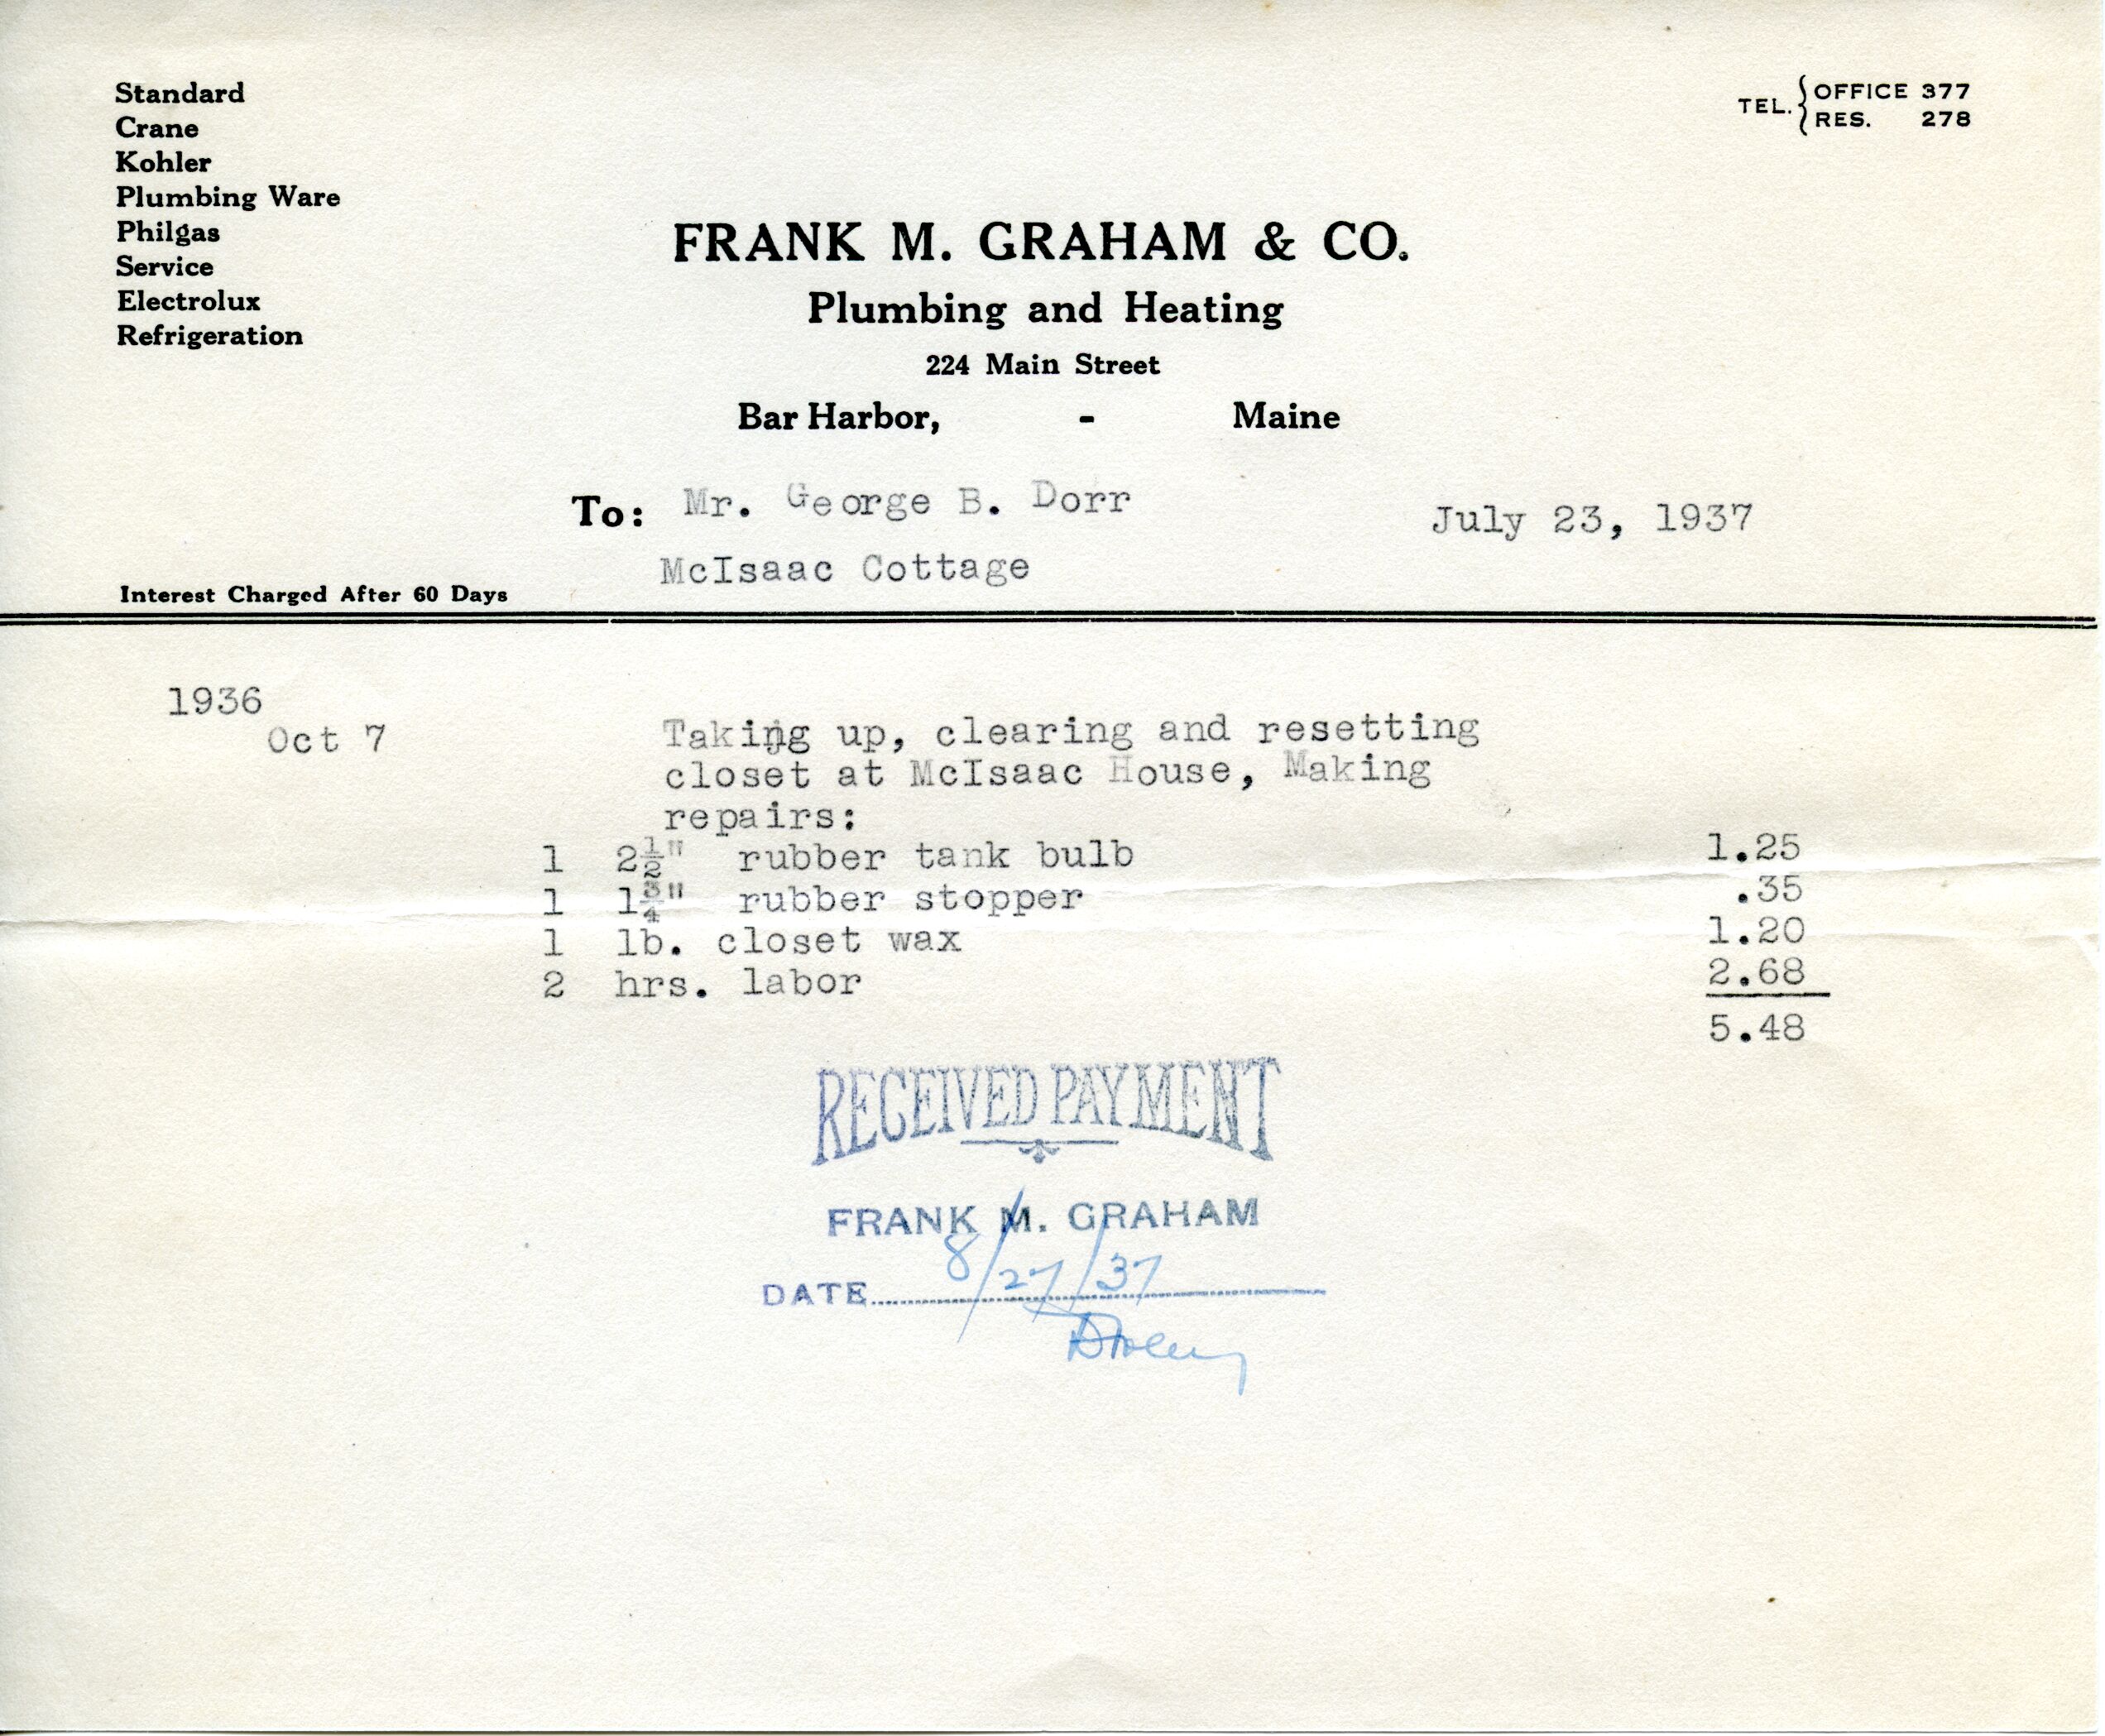 Standard
Crane
Kohler
Plumbing Ware
Philgas
Service
Electrolux
Refrigeration
TEL. { OFFICE 377
RES. 278
FRANK M. GRAHAM & CO.
Plumbing and Heating
224 Main Street
Bar Harbor, - Maine
To: Mr. George B. Dorr
July 23, 1937
McIsaac Cottage
Interest Charged After 60 Days
1936
Oct 7
Taking up, clearing and resetting
closet at McIsaac House, Making
repairs:
1 2½" rubber tank bulb 1.25
1 1¾" rubber stopper .35
1 lb. closet wax 1.20
2 hrs. labor 2.68
5.48
RECEIVED PAYMENT
FRANK M. GRAHAM
DATE 8/27/37